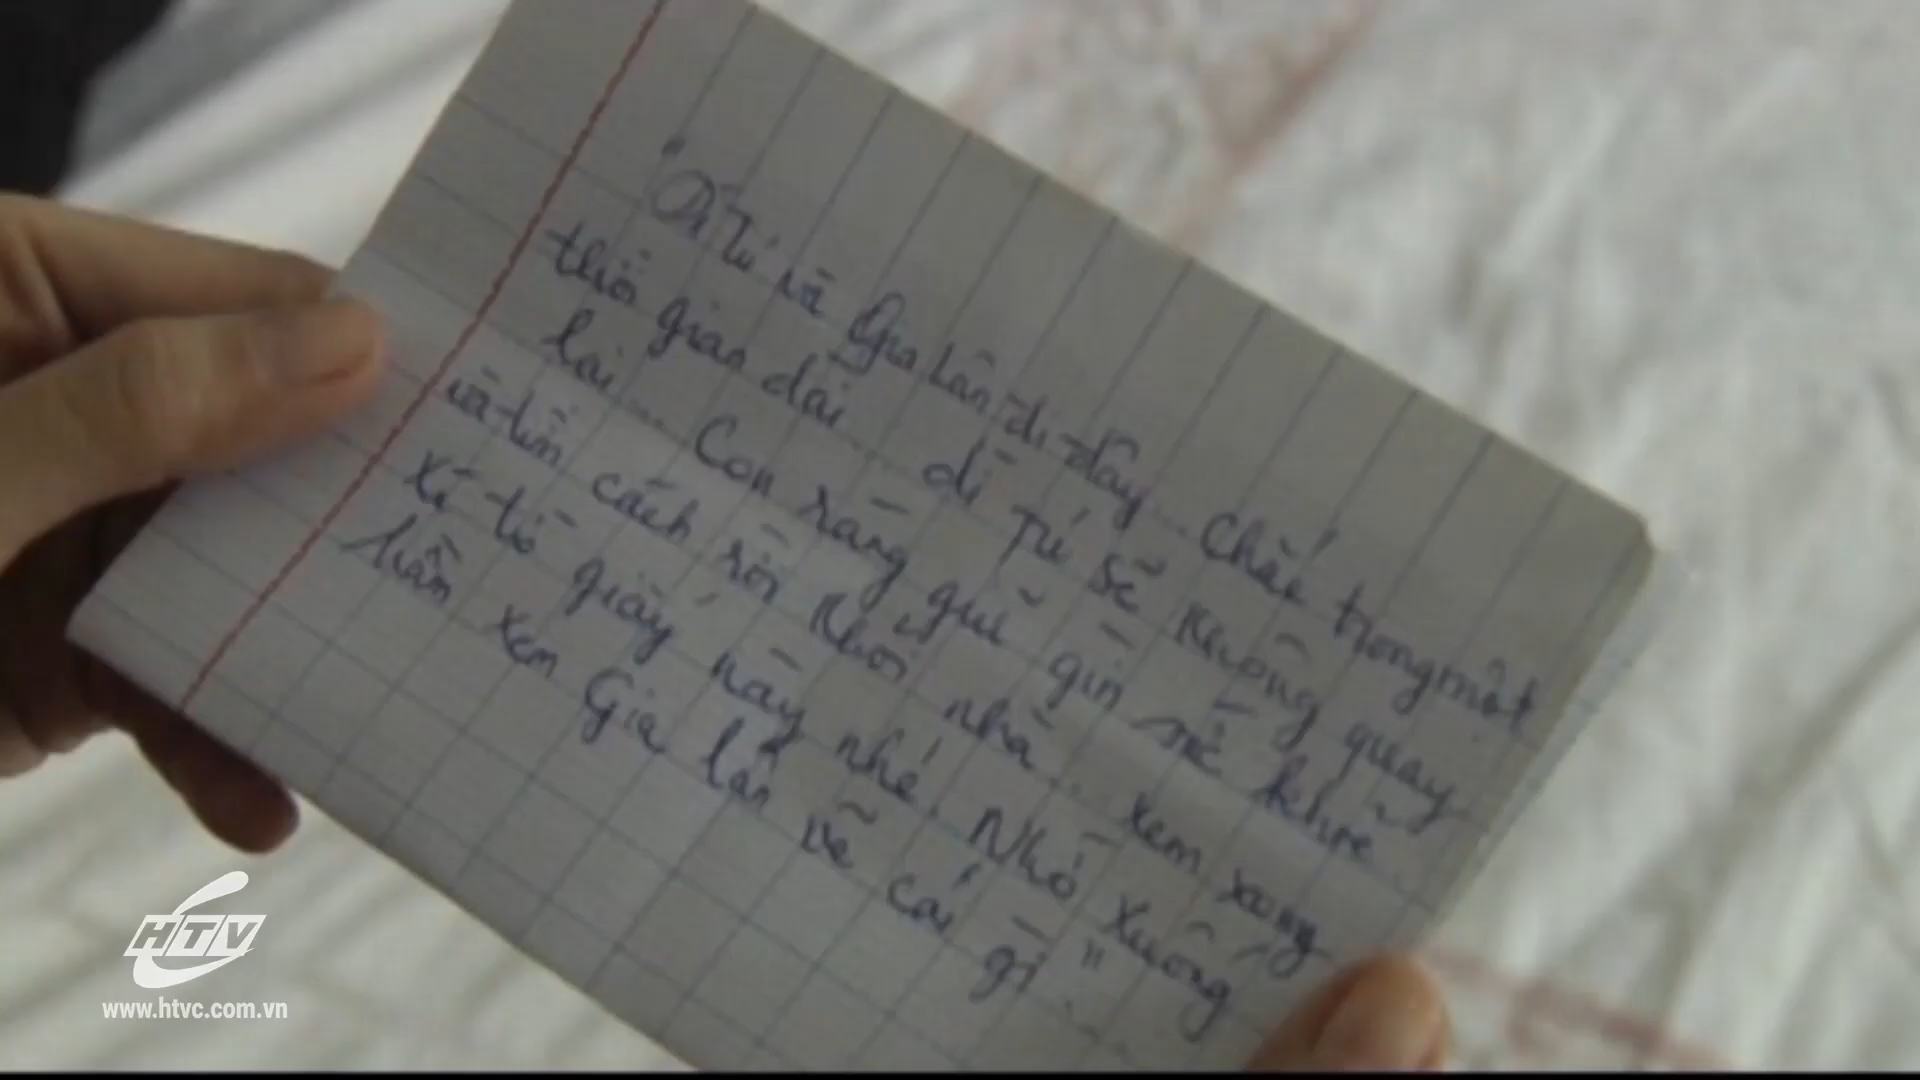 "Dì Tú và Gia Lân đi đây... Chắc trong một
thời gian dài dì Tú sẽ không quay
lại... Con ráng giữ gìn sức khỏe
và tìm cách rời khỏi nhà... xem xong
xé tờ giấy này nhé. Nhớ xuống
hầm xem Gia Lân vẽ cái gì."
HTV
www.htvc.com.vn